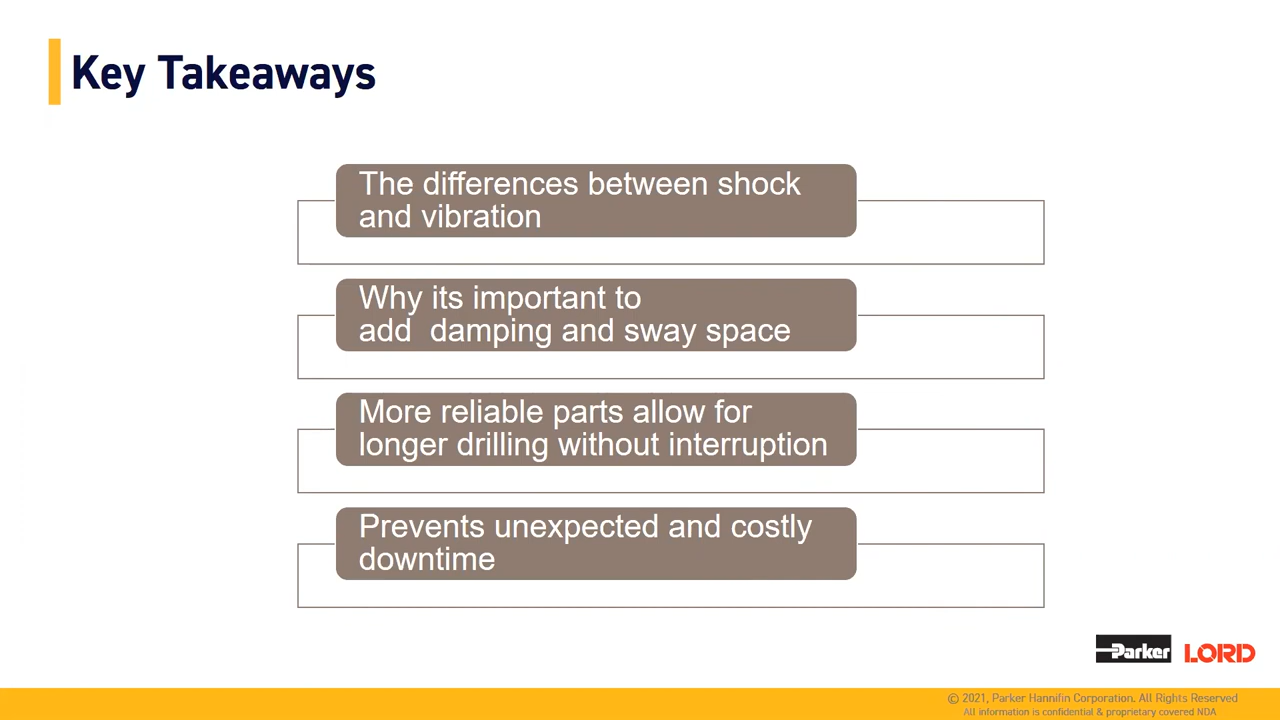 Key Takeaways
The differences between shock
and vibration
Why its important to
add  damping and sway space
More reliable parts allow for
longer drilling without interruption
Prevents unexpected and costly
downtime
Parker LORD
© 2021, Parker Hannifin Corporation. All Rights Reserved
All information is confidential & proprietary covered NDA